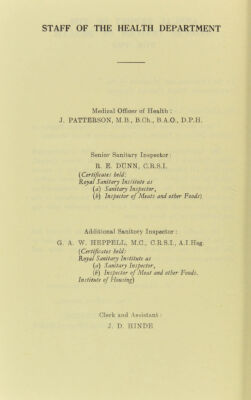 STAFF OF THE HEALTH DEPARTMENT
Medical Officer of Health :
J. PATTERSON, M.B., B.Ch., B.A.O., D.P.H.
Senior Sanitary Inspector :
R. E. DUNN, C.R.S.I.
(Certificates held:
Royal Sanitary Institute as
(a) Sanitary Inspector,
(b) Inspector of Meats and other Foods)
Additional Sanitary Inspector :
G. A. W. HEPPELL, M.C., C.R.S.I., A.I.Hsg.
(Certificates held:
Royal Sanitary Institute as
(a) Sanitary Inspector,
(b) Inspector of Meat and other Foods.
Institute of Housing)
Clerk and Assistant :
J. D. HINDE